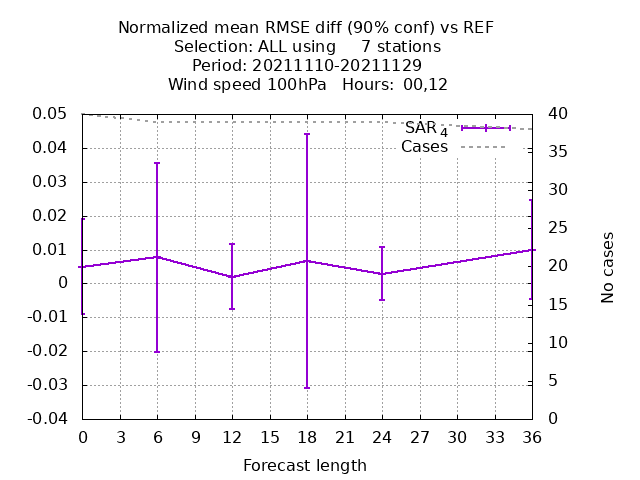 Normalized mean RMSE diff (90% conf) vs REF
Selection: ALL using     7 stations
Period: 20211110-20211129
Wind speed 100hPa   Hours:  00,12
SAR 4
Cases
0.05
0.04
0.03
0.02
0.01
0
-0.01
-0.02
-0.03
-0.04
40
35
30
25
20
15
10
5
0
No cases
0 3 6 9 12 15 18 21 24 27 30 33 36
Forecast length